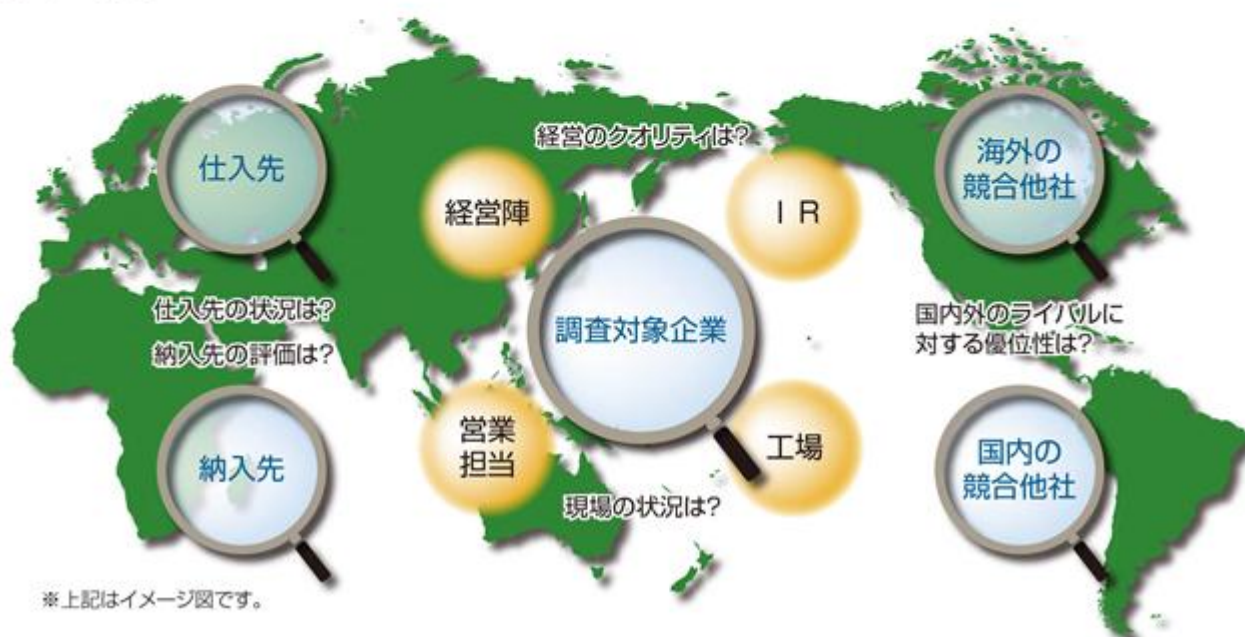 経営のクオリティは?
仕入先
経営陣
I R
海外の
競合他社
仕入先の状況は?
納入先の評価は?
調査対象企業
国内外のライバルに
対する優位性は?
納入先
営業
担当
工場
国内の
競合他社
現場の状況は?
※上記はイメージ図です。